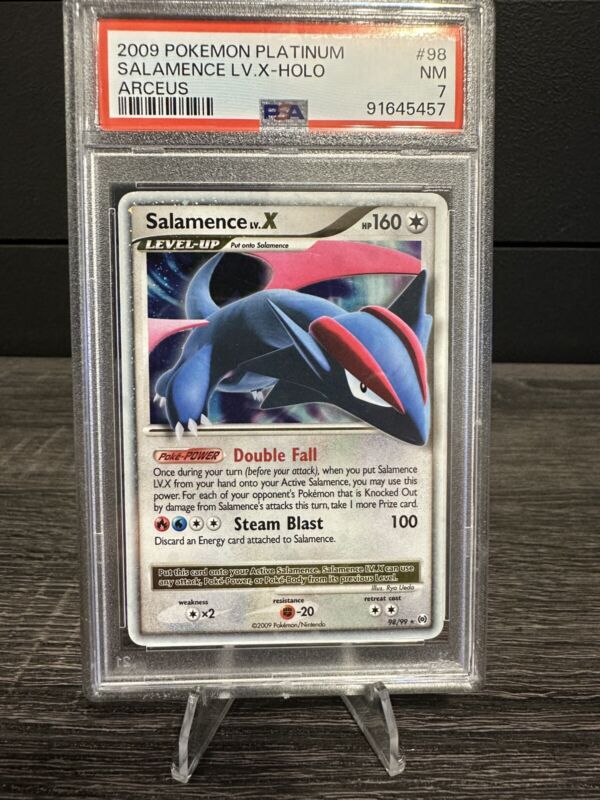 2009 POKEMON PLATINUM #98
SALAMENCE LV.X-HOLO NM
ARCEUS 7
PSA 91645457
Salamence LV.X HP 160
LEVEL-UP Put onto Salamence
Poké-POWER Double Fall
Once during your turn (before your attack), when you put Salamence
LV.X from your hand onto your Active Salamence, you may use this
power. For each of your opponent's Pokémon that is Knocked Out
by damage from Salamence's attacks this turn, take 1 more Prize card.
Steam Blast 100
Discard an Energy card attached to Salamence.
Put this card onto your Active Salamence. Salamence LV.X can use
any attack, Poké-Power, or Poké-Body from its previous Level.
Illus. Ryo Ueda
weakness resistance retreat cost
×2 -20
©2009 Pokémon/Nintendo 98/99